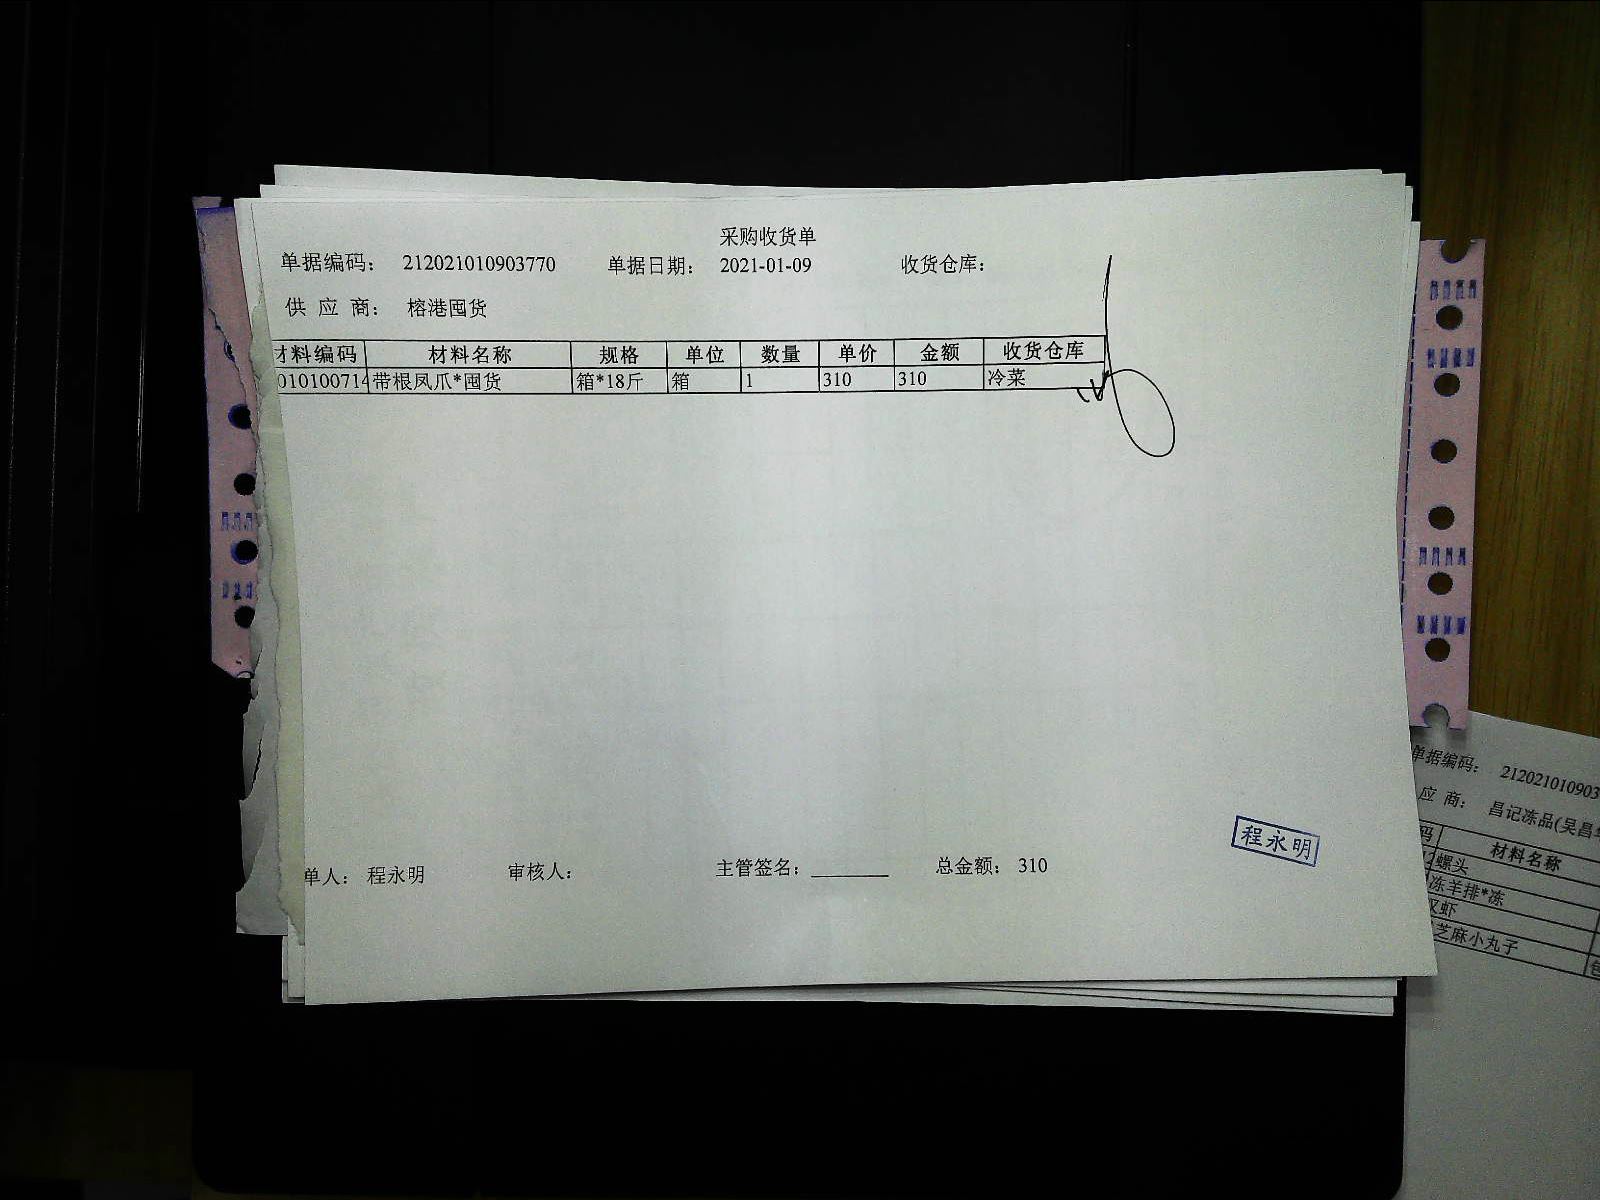 采购收货单
单据编码： 212021010903770 单据日期： 2021-01-09 收货仓库：
供 应 商： 榕港囤货
材料编码 材料名称 规格 单位 数量 单价 金额 收货仓库
010100714 带根凤爪*囤货 箱*18斤 箱 1 310 310 冷菜
单人： 程永明 审核人： 主管签名： 总金额： 310
程永明
单据编码： 212021010903
应 商： 昌记冻品(吴昌
码 材料名称
螺头
冻羊排*冻
虾
芝麻小丸子